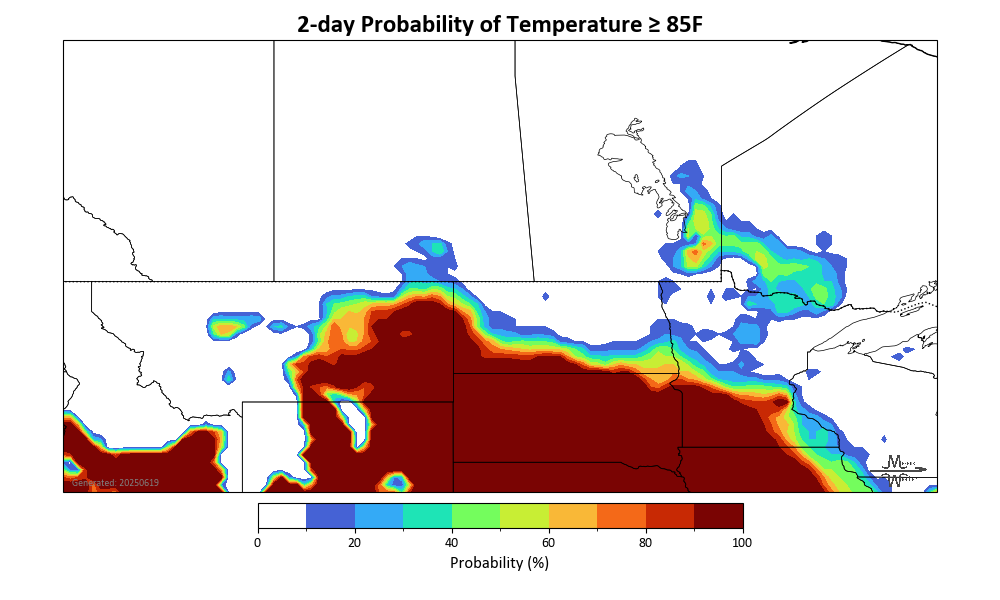 2-day Probability of Temperature ≥ 85F
Generated: 20250619
0 20 40 60 80 100
Probability (%)